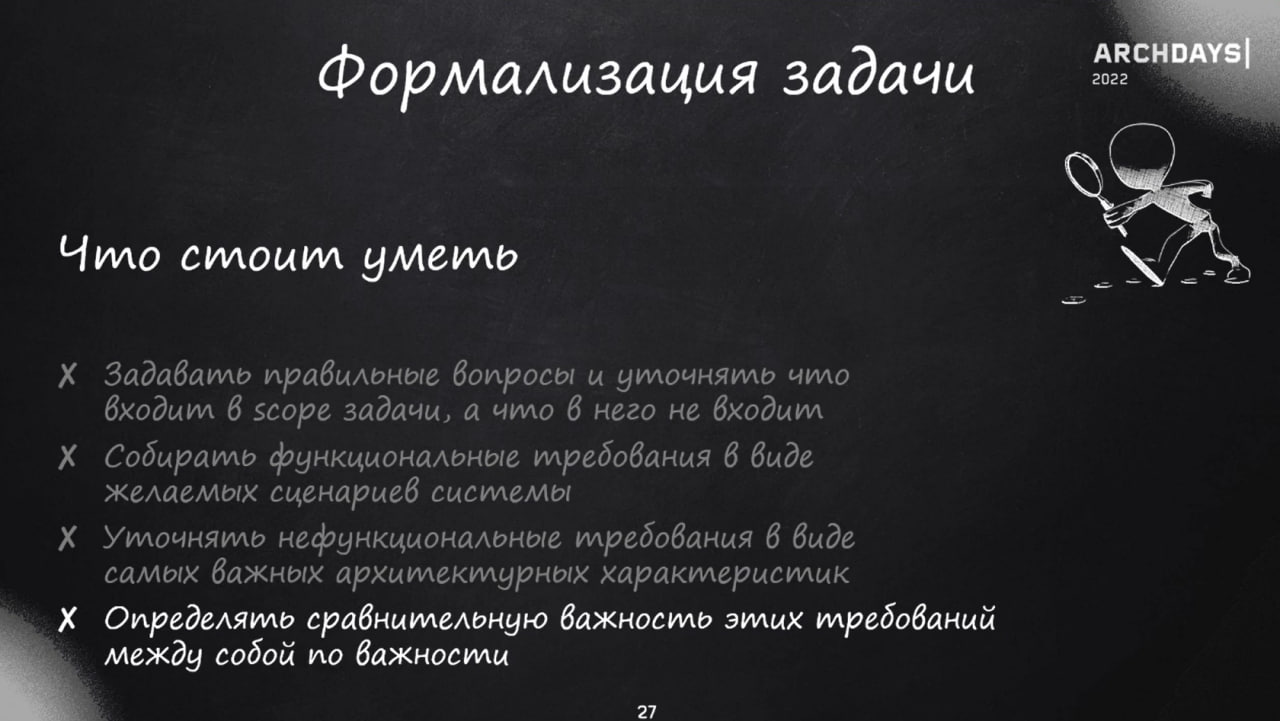 Формализация задачи
ARCHDAYS|
2022
Что стоит уметь
✗ Задавать правильные вопросы и уточнять что
входит в scope задачи, а что в него не входит
✗ Собирать функциональные требования в виде
желаемых сценариев системы
✗ Уточнять нефункциональные требования в виде
самых важных архитектурных характеристик
✗ Определять сравнительную важность этих требований
между собой по важности
27